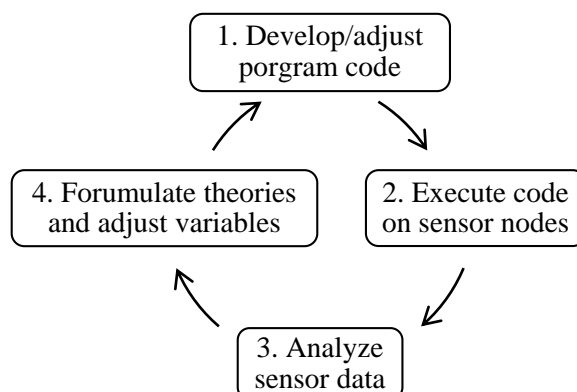 1. Develop/adjust
porgram code
2. Execute code
on sensor nodes
3. Analyze
sensor data
4. Forumulate theories
and adjust variables